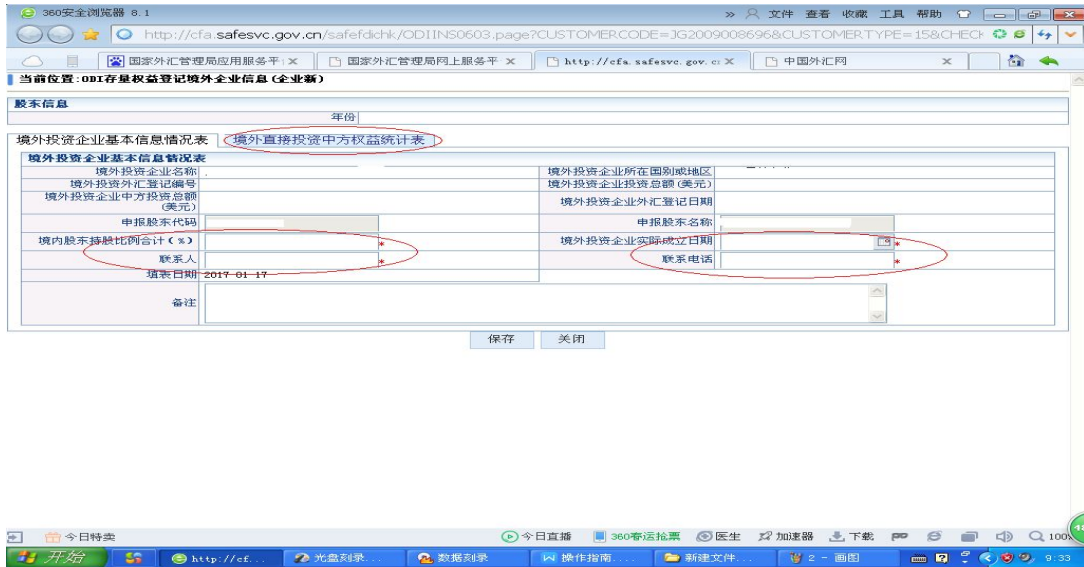 360安全浏览器 8.1
» 文件 查看 收藏 工具 帮助
http://cfa.safesvc.gov.cn/safefdichk/ODIINS0603.page?CUSTOMERCODE=JG2009008696&CUSTOMERTYPE=15&CHECK
国家外汇管理局应用服务平 X 国家外汇管理局网上服务平 X http://cfa.safesvc.gov.c: X 中国外汇网 X
当前位置:ODI存量权益登记境外企业信息(企业新)
股东信息
年份
境外投资企业基本信息情况表 境外直接投资中方权益统计表
境外投资企业基本信息情况表
境外投资企业名称 境外投资企业所在国别或地区
境外投资外汇登记编号 境外投资企业投资总额(美元)
境外投资企业中方投资总额(美元) 境外投资企业外汇登记日期
申报股东代码 申报股东名称
境内股东持股比例合计(%) * 境外投资企业实际成立日期 *
联系人 * 联系电话 *
填表日期 2017-01-17
备注
保存 关闭
今日特卖 今日直播 360春运抢票 医生 加速器 下载 100%
开始 http://cf... 光盘刻录... 数据刻录 操作指南.... 新建文件... 2 - 画图 9:33